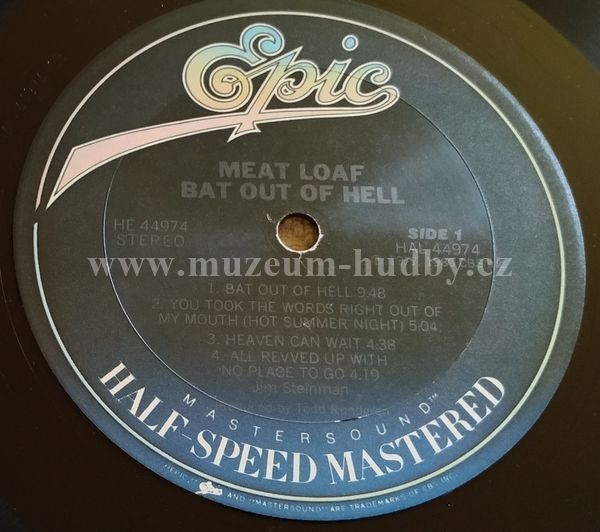 Epic
MEAT LOAF
BAT OUT OF HELL
HE 44974
STEREO
SIDE 1
HAL-44974
www.muzeum-hudby.cz
1. BAT OUT OF HELL 9:48
2. YOU TOOK THE WORDS RIGHT OUT OF
MY MOUTH (HOT SUMMER NIGHT) 5:04
3. HEAVEN CAN WAIT 4:38
4. ALL REVVED UP WITH
NO PLACE TO GO 4:19
Jim Steinman
by Todd Rundgren
MASTERSOUND™
HALF-SPEED MASTERED
"EPIC," Epic AND "MASTERSOUND" ARE TRADEMARKS OF CBS INC.